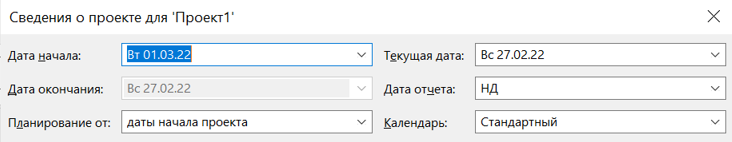 Сведения о проекте для 'Проект1'
Дата начала: Вт 01.03.22 Текущая дата: Вс 27.02.22
Дата окончания: Вс 27.02.22 Дата отчета: НД
Планирование от: даты начала проекта Календарь: Стандартный